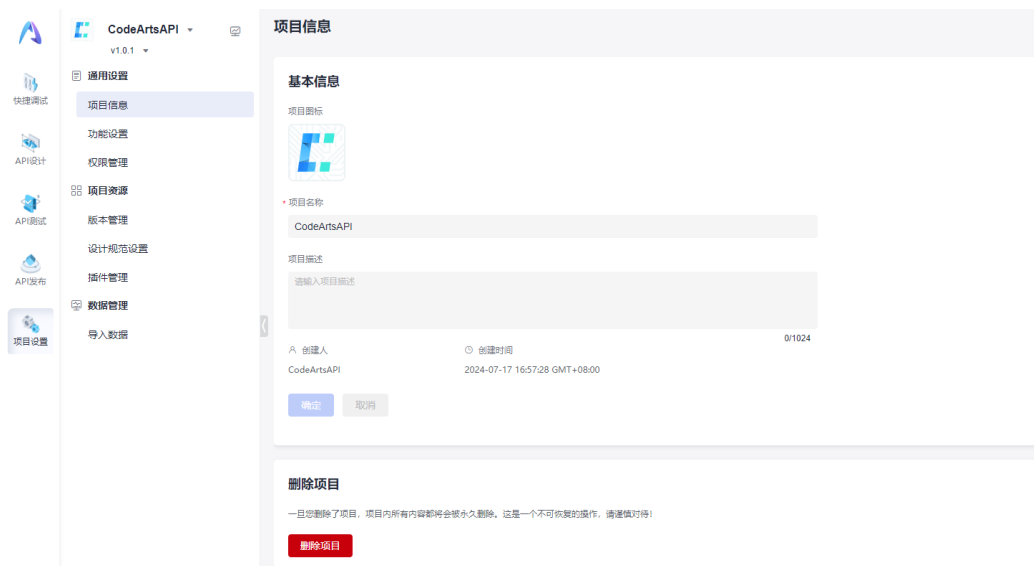 快捷调试
API设计
API测试
API发布
项目设置
CodeArtsAPI
v1.0.1
通用设置
项目信息
功能设置
权限管理
项目资源
版本管理
设计规范设置
插件管理
数据管理
导入数据
项目信息
基本信息
项目图标
* 项目名称
CodeArtsAPI
项目描述
请输入项目描述
0/1024
创建人 创建时间
CodeArtsAPI 2024-07-17 16:57:28 GMT+08:00
确定 取消
删除项目
一旦您删除了项目，项目内所有内容都将会被永久删除。这是一个不可恢复的操作，请谨慎对待！
删除项目